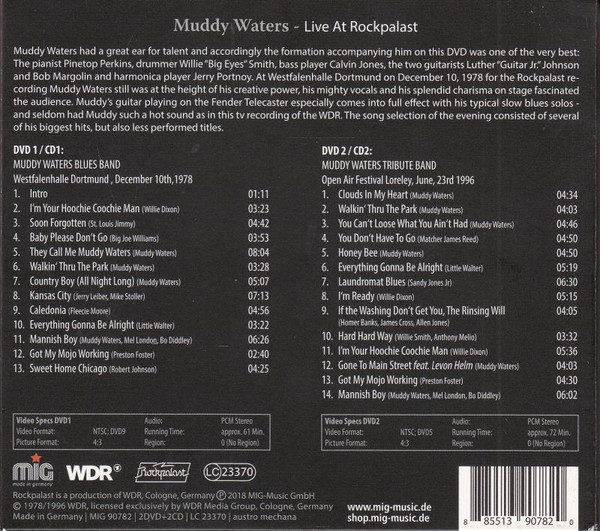 Muddy Waters - Live At Rockpalast
Muddy Waters had a great ear for talent and accordingly the formation accompanying him on this DVD was one of the very best:
The pianist Pinetop Perkins, drummer Willie "Big Eyes" Smith, bass player Calvin Jones, the two guitarists Luther "Guitar Jr." Johnson
and Bob Margolin and harmonica player Jerry Portnoy. At Westfalenhalle Dortmund on December 10, 1978 for the Rockpalast re-
cording Muddy Waters still was at the height of his creative power, his mighty vocals and his splendid charisma on stage fascinated
the audience. Muddy's guitar playing on the Fender Telecaster especially comes into full effect with his typical slow blues solos -
and seldom had Muddy such a hot sound as in this tv recording of the WDR. The song selection of the evening consisted of several
of his biggest hits, but also less performed titles.
DVD 1 / CD1:
MUDDY WATERS BLUES BAND
Westfalenhalle Dortmund , December 10th,1978
1. Intro 01:11
2. I'm Your Hoochie Coochie Man (Willie Dixon) 03:23
3. Soon Forgotten (St. Louis Jimmy) 04:42
4. Baby Please Don't Go (Big Joe Williams) 03:53
5. They Call Me Muddy Waters (Muddy Waters) 08:04
6. Walkin' Thru The Park (Muddy Waters) 03:28
7. Country Boy (All Night Long) (Muddy Waters) 05:07
8. Kansas City (Jerry Leiber, Mike Stoller) 07:13
9. Caledonia (Fleecie Moore) 04:56
10. Everything Gonna Be Alright (Little Walter) 03:22
11. Mannish Boy (Muddy Waters, Mel London, Bo Diddley) 06:26
12. Got My Mojo Working (Preston Foster) 02:40
13. Sweet Home Chicago (Robert Johnson) 04:25
DVD 2 / CD2:
MUDDY WATERS TRIBUTE BAND
Open Air Festival Loreley, June, 23rd 1996
1. Clouds In My Heart (Muddy Waters) 04:34
2. Walkin' Thru The Park (Muddy Waters) 04:03
3. You Can't Loose What You Ain't Had (Muddy Waters) 04:46
4. You Don't Have To Go (Matcher James Reed) 04:50
5. Honey Bee (Muddy Waters) 04:50
6. Everything Gonna Be Alright (Little Walter) 05:19
7. Laundromat Blues (Sandy Jones Jr) 06:30
8. I'm Ready (Willie Dixon) 05:15
9. If the Washing Don't Get You, The Rinsing Will 04:05
(Homer Banks, James Cross, Allen Jones)
10. Hard Hard Way (Willie Smith, Anthony Melio) 03:32
11. I'm Your Hoochie Coochie Man (Willie Dixon) 05:36
12. Gone To Main Street feat. Levon Helm (Muddy Waters) 04:03
13. Got My Mojo Working (Preston Foster) 04:30
14. Mannish Boy (Muddy Waters, Mel London, Bo Diddley) 06:02
Video Specs DVD1 Audio: PCM Stereo
Video Format: NTSC; DVD9 Running Time: approx. 61 Min.
Picture Format: 4:3 Region: 0 (No Region)
Video Specs DVD2 Audio: PCM Stereo
Video Format: NTSC; DVD5 Running Time: approx. 72 Min.
Picture Format: 4:3 Region: 0 (No Region)
MIG
made in germany
WDR
Rockpalast
LC 23370
Rockpalast is a production of WDR, Cologne, Germany ℗ 2018 MIG-Music GmbH
© 1978/1996 WDR, licensed exclusively by WDR Media Group, Cologne, Germany
Made in Germany | MIG 90782 | 2DVD+2CD | LC 23370 | austro mechana
www.mig-music.de
shop.mig-music.de
8 85513 90782 0